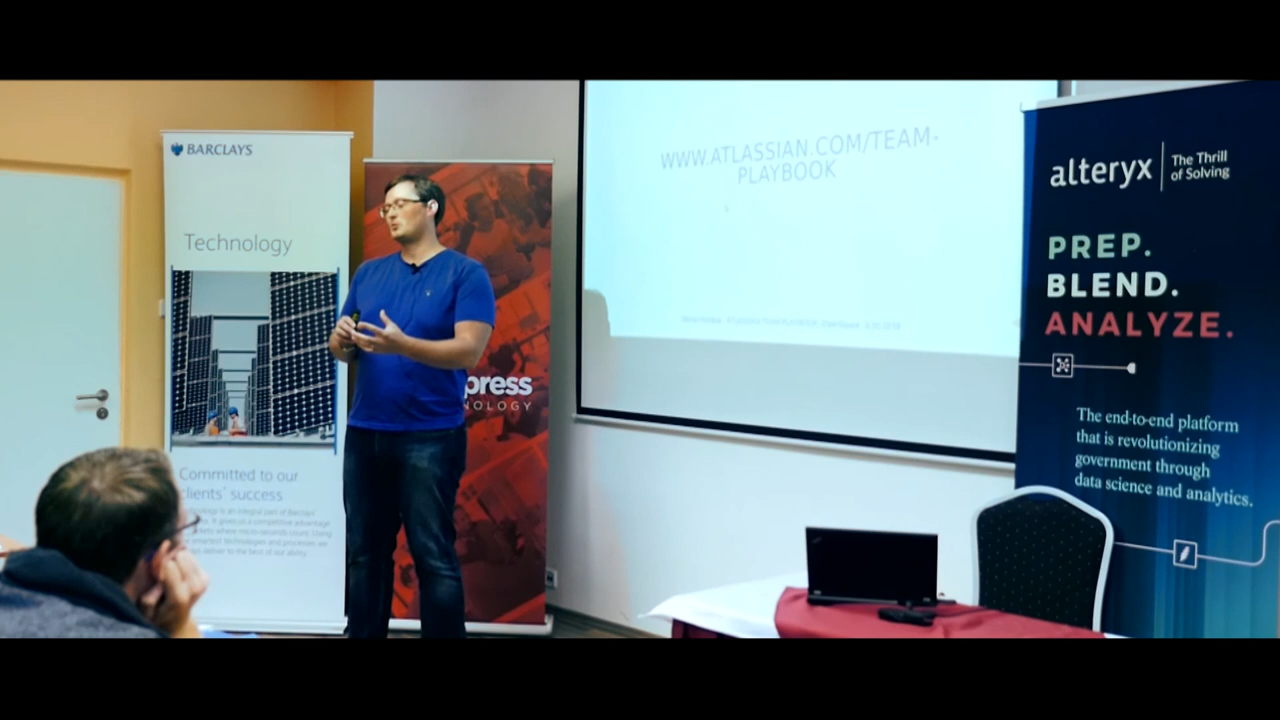 BARCLAYS
Technology
Committed to our
clients' success
press
NOLOGY
WWW.ATLASSIAN.COM/TEAM-
PLAYBOOK
alteryx
The Thrill
of Solving
PREP.
BLEND.
ANALYZE.
The end-to-end platform
that is revolutionizing
government through
data science and analytics.